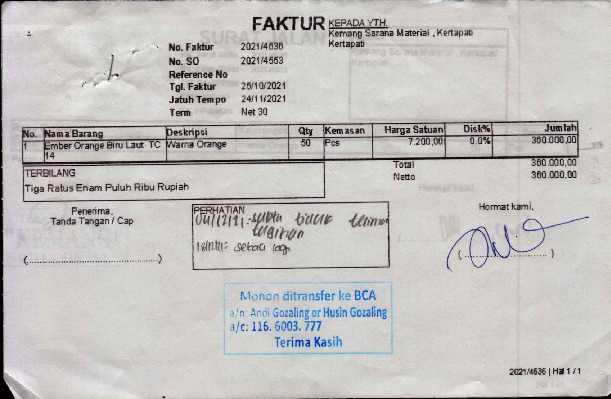 FAKTUR
KEPADA YTH.
Kemang Sarana Material , Kertapati
Kertapati
No. Faktur 2021/4636
No. SO 2021/4553
Reference No
Tgl. Faktur 25/10/2021
Jatuh Tempo 24/11/2021
Term Net 30
No. Nama Barang Deskripsi Qty Kemasan Harga Satuan Disk% Jumlah
1 Ember Orange Biru Laut TC Warna Orange 50 Pcs 7.200,00 0.0% 360.000,00
14
Total 360.000,00
Netto 360.000,00
TERBILANG
Tiga Ratus Enam Puluh Ribu Rupiah
Penerima,
Tanda Tangan / Cap
(..............................)
PERHATIAN
lagi
Hormat kami,
(....................)
Mohon ditransfer ke BCA
a/n: Andi Gozaling or Husin Gozaling
a/c: 116. 6003. 777
Terima Kasih
2021/4636 | Hal 1 / 1